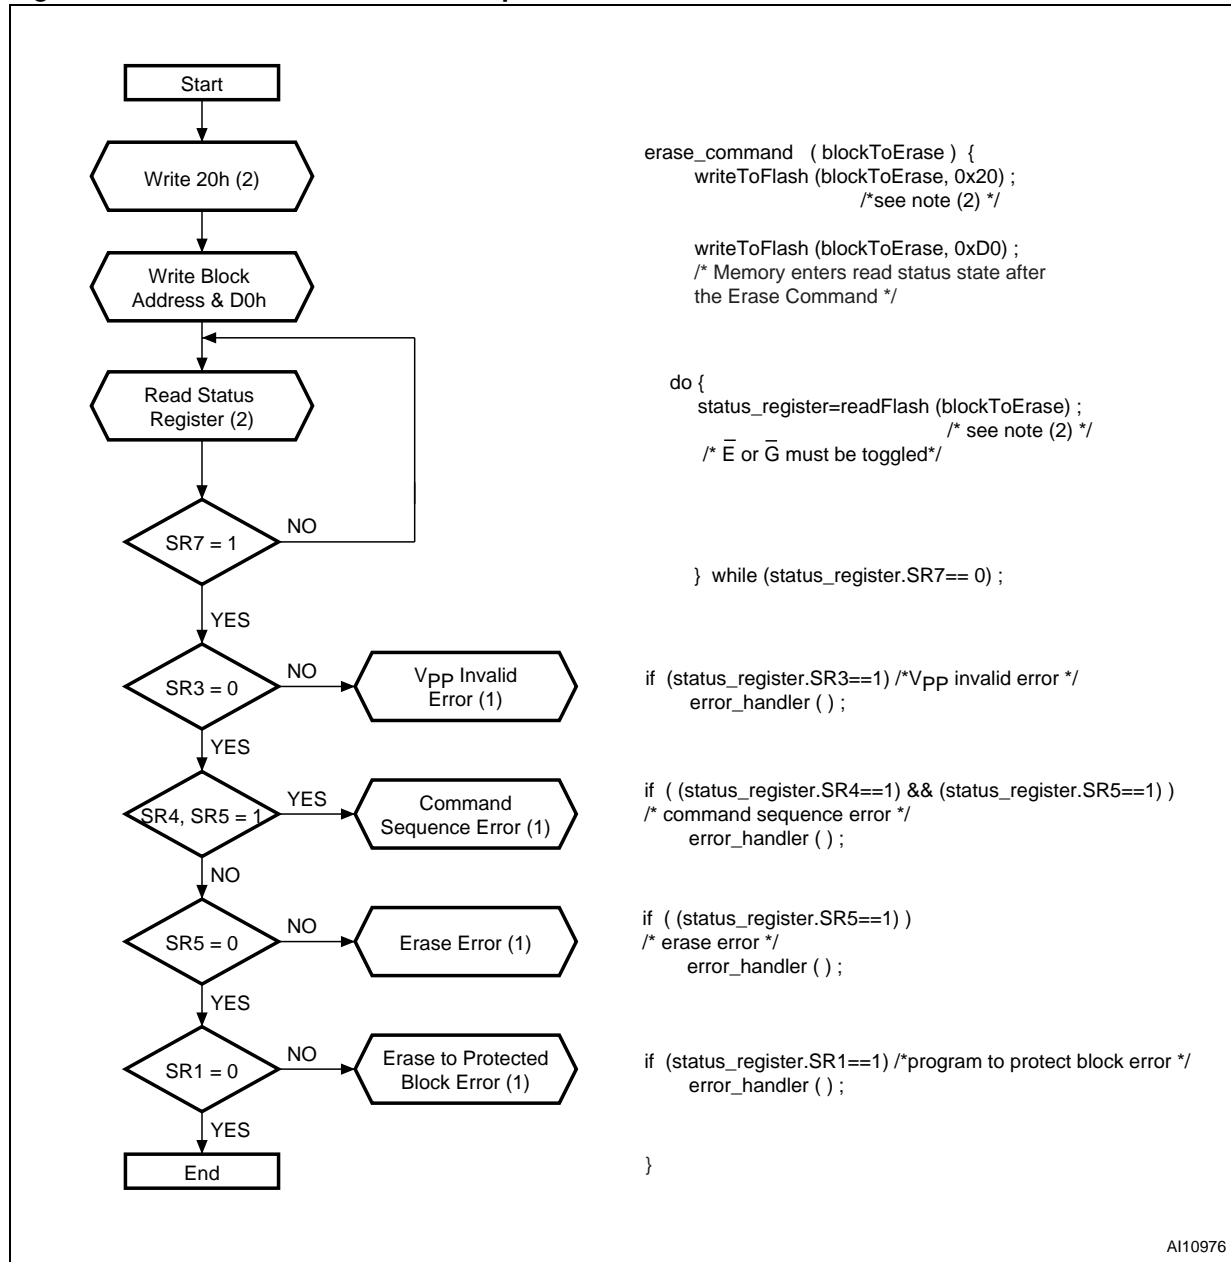 Start
Write 20h (2)
Write Block
Address & D0h
Read Status
Register (2)
SR7 = 1
NO
YES
SR3 = 0
NO
VPP Invalid
Error (1)
YES
SR4, SR5 = 1
YES
Command
Sequence Error (1)
NO
SR5 = 0
NO
Erase Error (1)
YES
SR1 = 0
NO
Erase to Protected
Block Error (1)
YES
End
erase_command ( blockToErase ) {
writeToFlash (blockToErase, 0x20) ;
/*see note (2) */
writeToFlash (blockToErase, 0xD0) ;
/* Memory enters read status state after
the Erase Command */
do {
status_register=readFlash (blockToErase) ;
/* see note (2) */
/* E̅ or G̅ must be toggled*/
} while (status_register.SR7== 0) ;
if (status_register.SR3==1) /*VPP invalid error */
error_handler ( ) ;
if ( (status_register.SR4==1) && (status_register.SR5==1) )
/* command sequence error */
error_handler ( ) ;
if ( (status_register.SR5==1) )
/* erase error */
error_handler ( ) ;
if (status_register.SR1==1) /*program to protect block error */
error_handler ( ) ;
}
AI10976